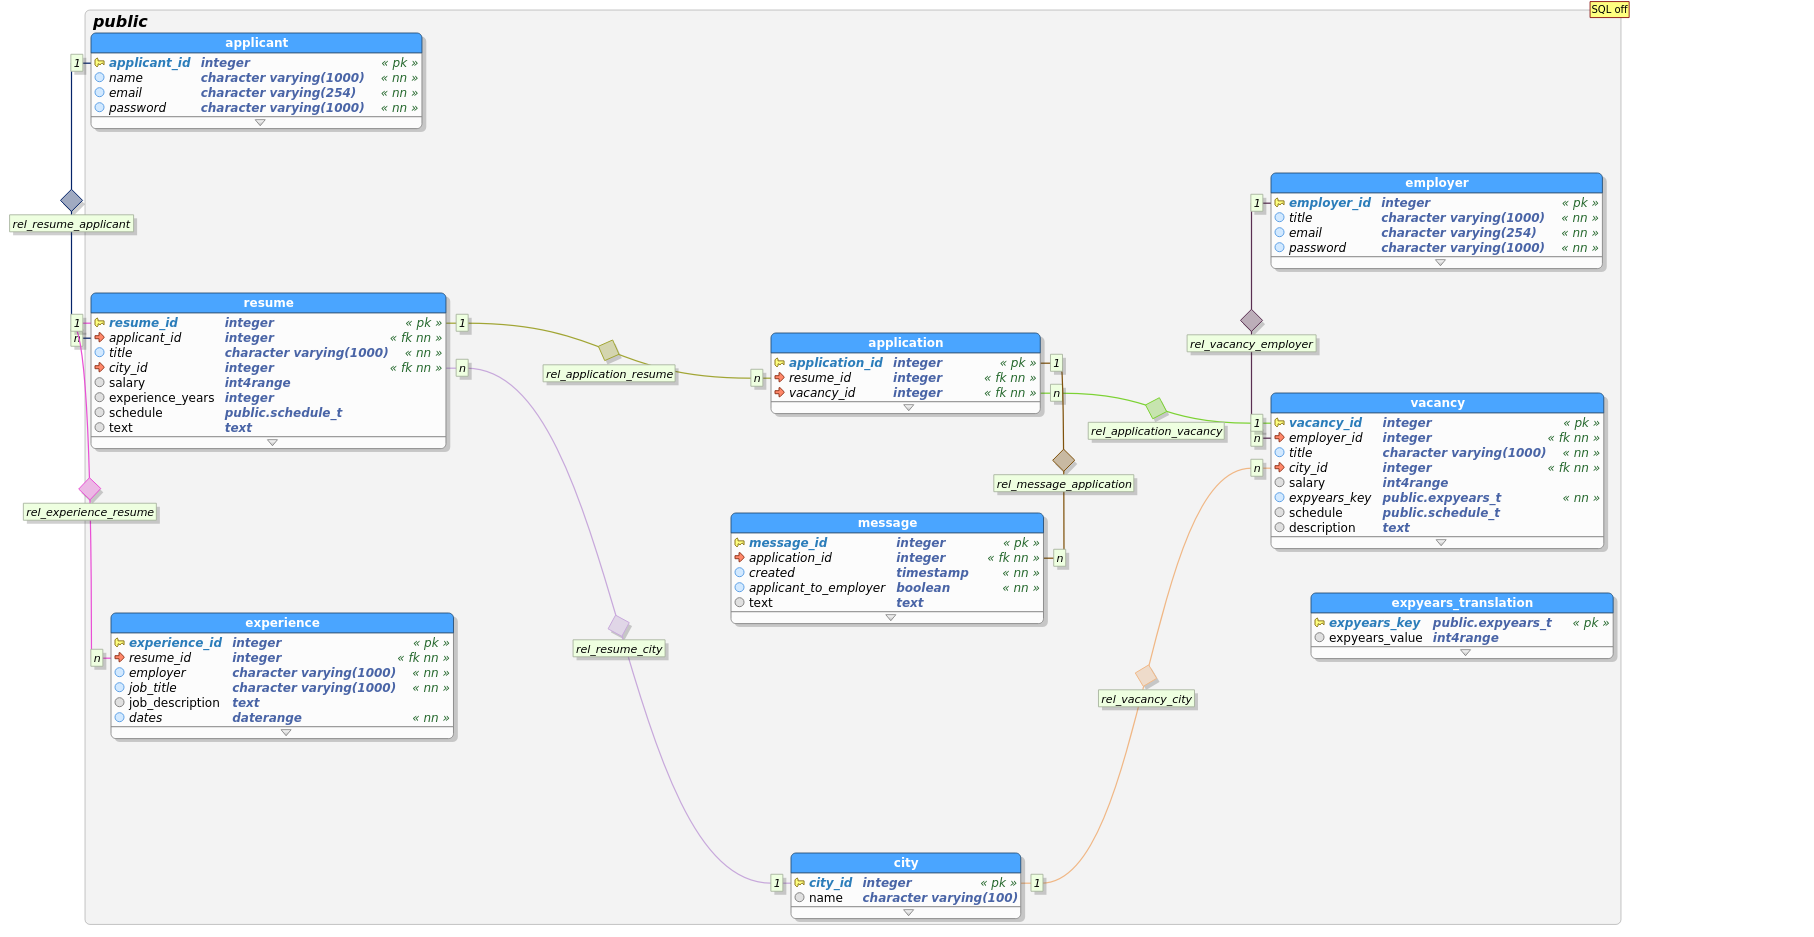 SQL off
public
applicant
applicant_id integer « pk »
name character varying(1000) « nn »
email character varying(254) « nn »
password character varying(1000) « nn »
1
rel_resume_applicant
n
employer
employer_id integer « pk »
title character varying(1000) « nn »
email character varying(254) « nn »
password character varying(1000) « nn »
1
rel_vacancy_employer
n
resume
resume_id integer « pk »
applicant_id integer « fk nn »
title character varying(1000) « nn »
city_id integer « fk nn »
salary int4range
experience_years integer
schedule public.schedule_t
text text
1
1
n
rel_application_resume
n
application
application_id integer « pk »
resume_id integer « fk nn »
vacancy_id integer « fk nn »
1
n
rel_application_vacancy
1
vacancy
vacancy_id integer « pk »
employer_id integer « fk nn »
title character varying(1000) « nn »
city_id integer « fk nn »
salary int4range
expyears_key public.expyears_t « nn »
schedule public.schedule_t
description text
n
rel_message_application
rel_experience_resume
message
message_id integer « pk »
application_id integer « fk nn »
created timestamp « nn »
applicant_to_employer boolean « nn »
text text
n
expyears_translation
expyears_key public.expyears_t « pk »
expyears_value int4range
experience
experience_id integer « pk »
resume_id integer « fk nn »
employer character varying(1000) « nn »
job_title character varying(1000) « nn »
job_description text
dates daterange « nn »
n
rel_resume_city
rel_vacancy_city
city
city_id integer « pk »
name character varying(100)
1
1